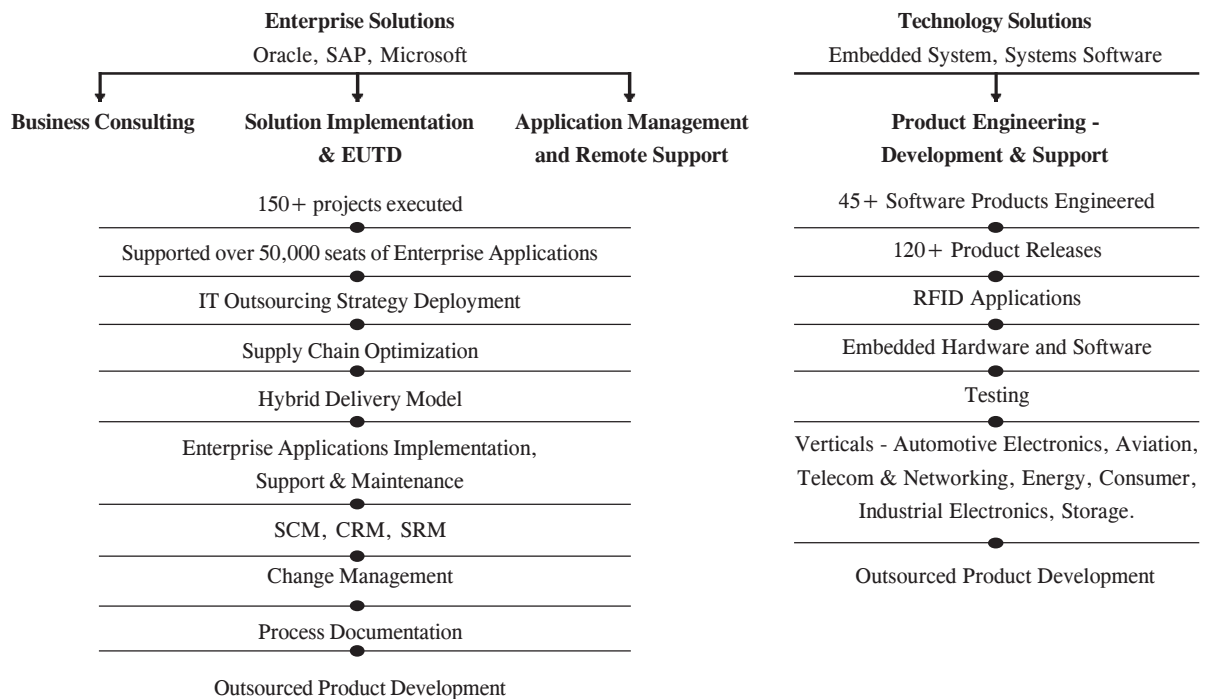 Enterprise Solutions
Oracle, SAP, Microsoft
Business Consulting
Solution Implementation
& EUTD
Application Management
and Remote Support
150+ projects executed
Supported over 50,000 seats of Enterprise Applications
IT Outsourcing Strategy Deployment
Supply Chain Optimization
Hybrid Delivery Model
Enterprise Applications Implementation,
Support & Maintenance
SCM, CRM, SRM
Change Management
Process Documentation
Outsourced Product Development
Technology Solutions
Embedded System, Systems Software
Product Engineering -
Development & Support
45+ Software Products Engineered
120+ Product Releases
RFID Applications
Embedded Hardware and Software
Testing
Verticals - Automotive Electronics, Aviation,
Telecom & Networking, Energy, Consumer,
Industrial Electronics, Storage.
Outsourced Product Development